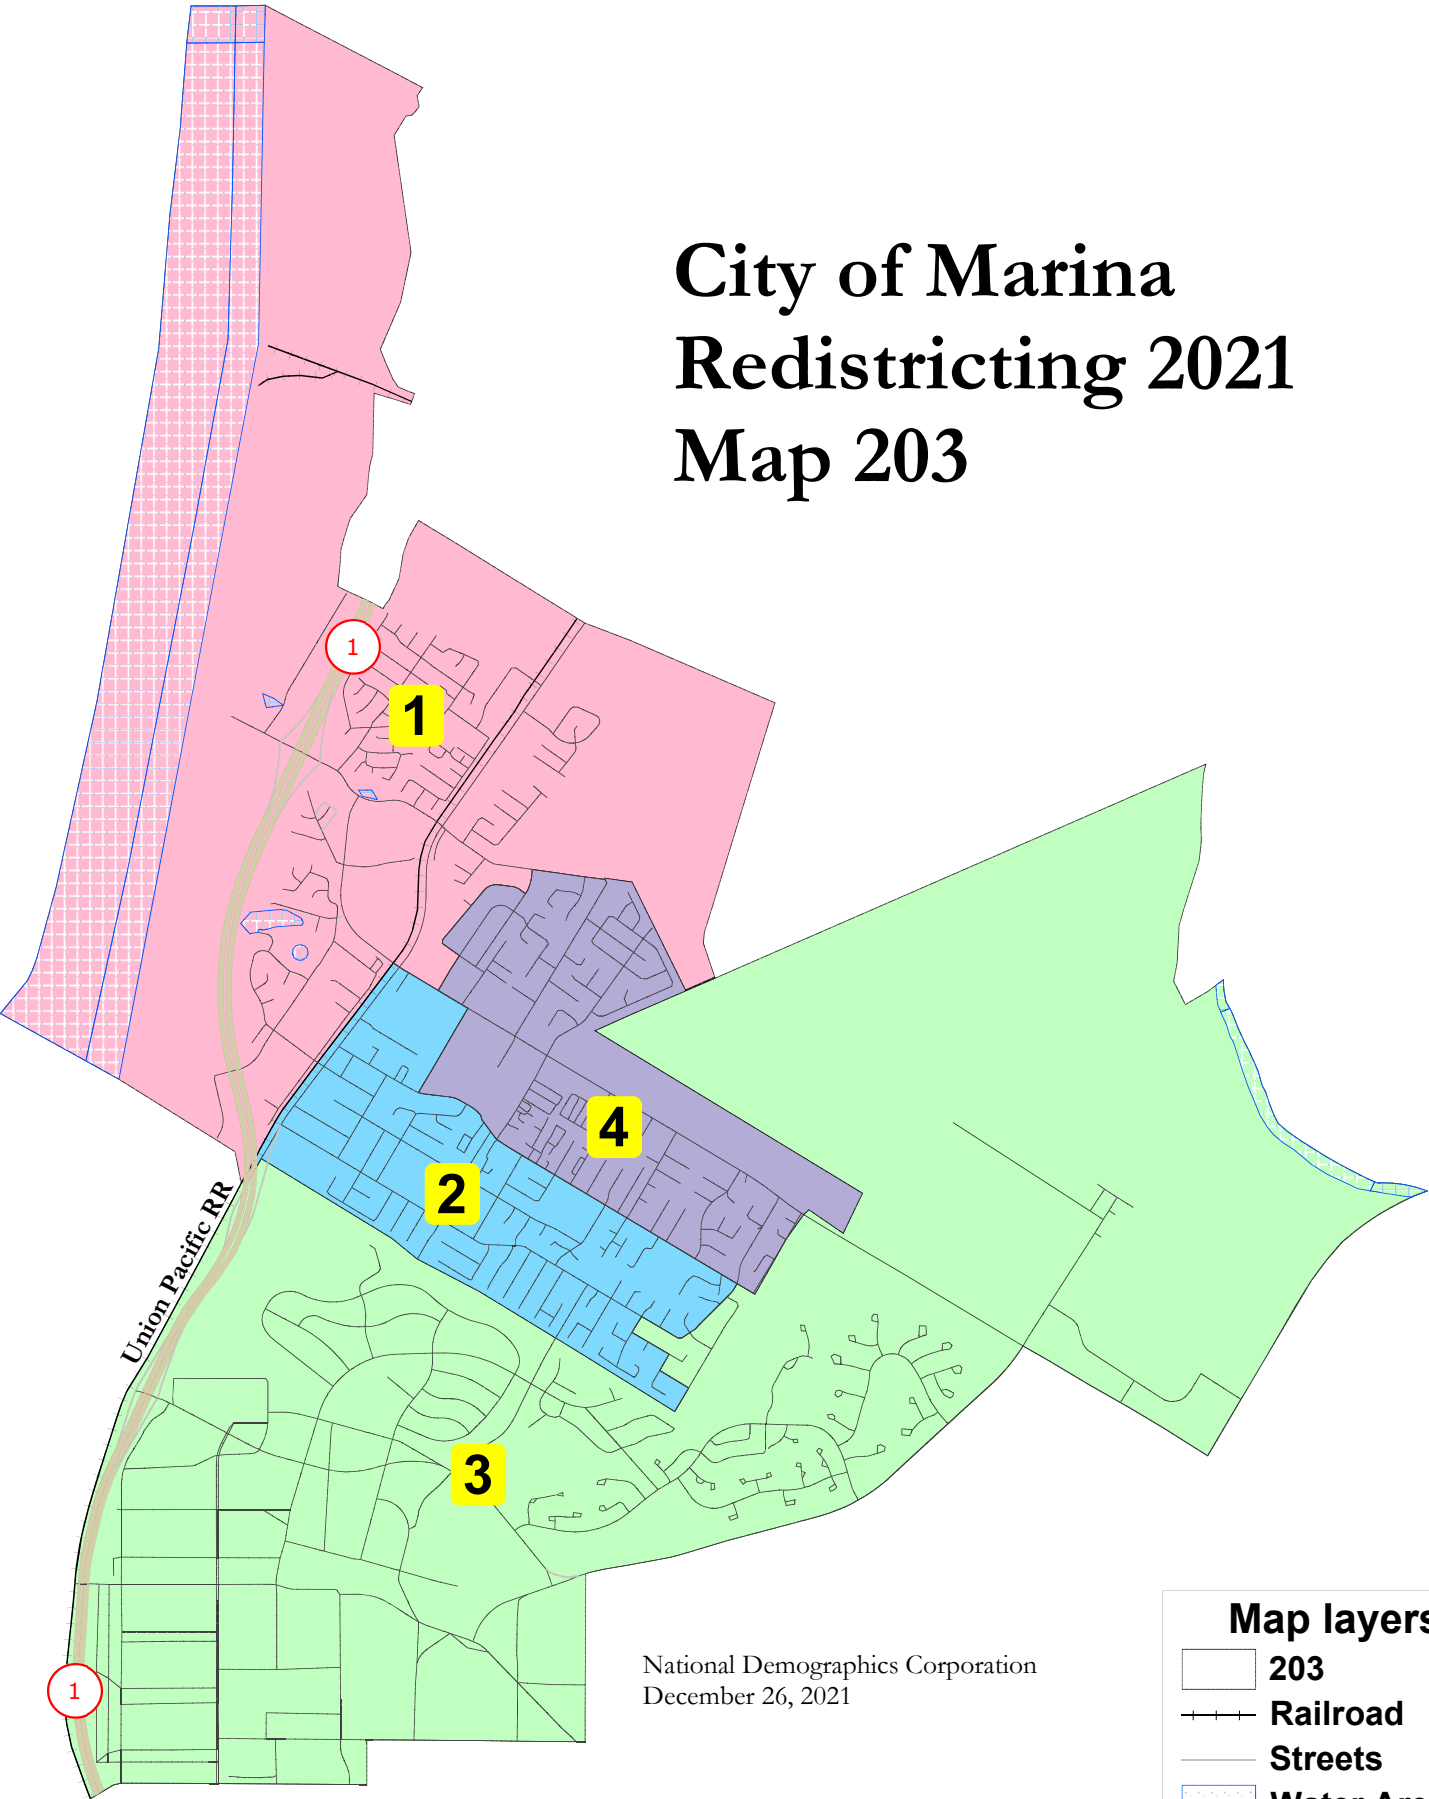 City of Marina
Redistricting 2021
Map 203
1
1
4
2
Union Pacific RR
3
1
National Demographics Corporation
December 26, 2021
Map layers
203
Railroad
Streets